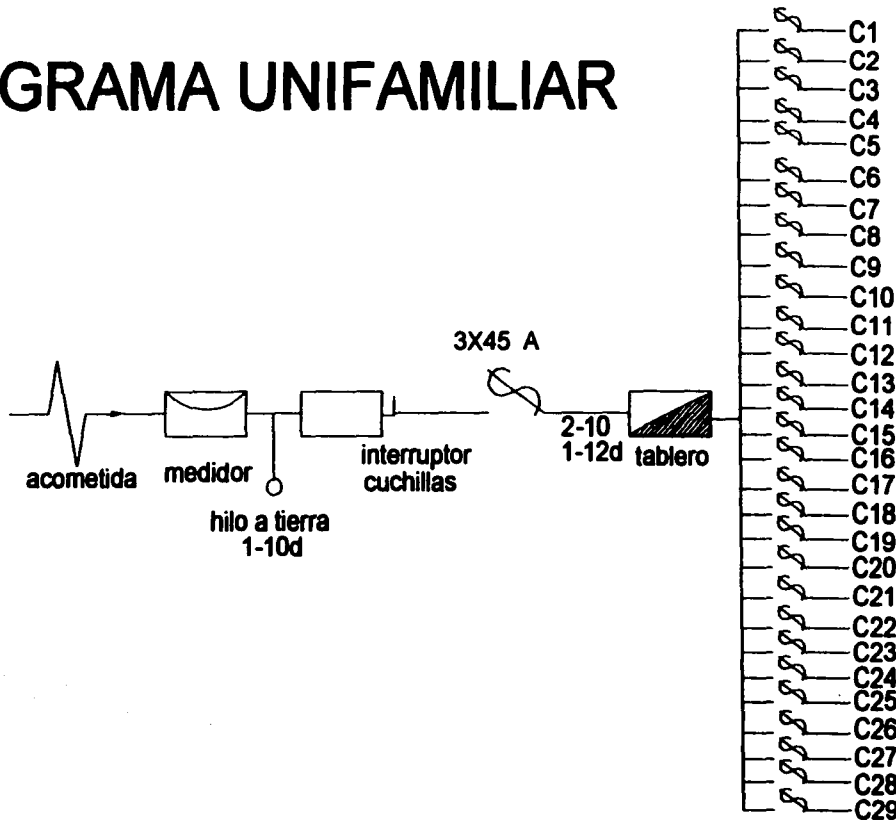 GRAMA UNIFAMILIAR
3X45 A
acometida
medidor
hilo a tierra
1-10d
interruptor
cuchillas
2-10
1-12d
tablero
C1
C2
C3
C4
C5
C6
C7
C8
C9
C10
C11
C12
C13
C14
C15
C16
C17
C18
C19
C20
C21
C22
C23
C24
C25
C26
C27
C28
C29